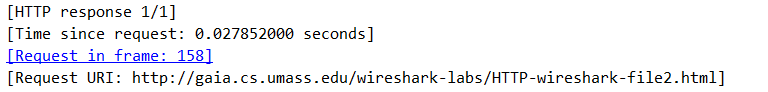 [HTTP response 1/1]
[Time since request: 0.027852000 seconds]
[Request in frame: 158]
[Request URI: http://gaia.cs.umass.edu/wireshark-labs/HTTP-wireshark-file2.html]